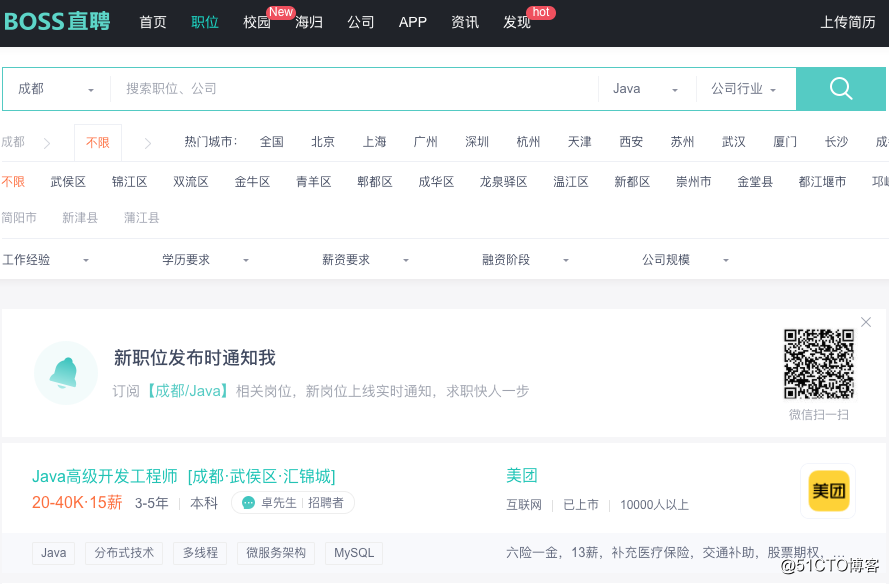 BOSS直聘 首页 职位 校园 New 海归 公司 APP 资讯 发现 hot 上传简历
成都 搜索职位、公司 Java 公司行业
成都 不限 热门城市： 全国 北京 上海 广州 深圳 杭州 天津 西安 苏州 武汉 厦门 长沙
不限 武侯区 锦江区 双流区 金牛区 青羊区 郫都区 成华区 龙泉驿区 温江区 新都区 崇州市 金堂县 都江堰市
简阳市 新津县 蒲江县
工作经验 学历要求 薪资要求 融资阶段 公司规模
新职位发布时通知我
订阅【成都/Java】相关岗位，新岗位上线实时通知，求职快人一步
微信扫一扫
Java高级开发工程师 [成都·武侯区·汇锦城] 美团
20-40K·15薪 3-5年 本科 卓先生 招聘者 互联网 已上市 10000人以上
美团
Java 分布式技术 多线程 微服务架构 MySQL 六险一金，13薪，补充医疗保险，交通补助，股票期权，...
@51CTO博客